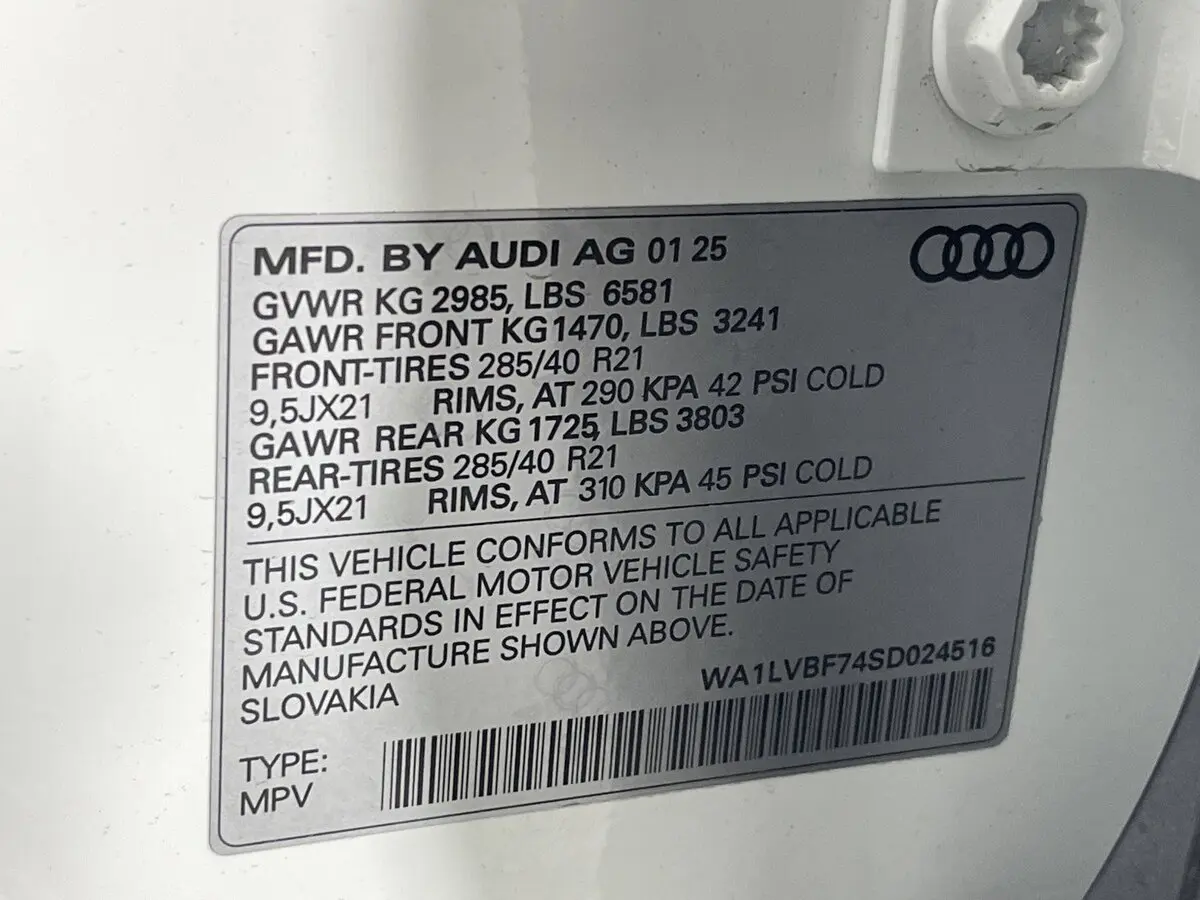 MFD. BY AUDI AG 01 25
GVWR KG 2985, LBS 6581
GAWR FRONT KG 1470, LBS 3241
FRONT-TIRES 285/40 R21
9,5JX21 RIMS, AT 290 KPA 42 PSI COLD
GAWR REAR KG 1725, LBS 3803
REAR-TIRES 285/40 R21
9,5JX21 RIMS, AT 310 KPA 45 PSI COLD
THIS VEHICLE CONFORMS TO ALL APPLICABLE
U.S. FEDERAL MOTOR VEHICLE SAFETY
STANDARDS IN EFFECT ON THE DATE OF
MANUFACTURE SHOWN ABOVE.
SLOVAKIA
WA1LVBF74SD024516
TYPE:
MPV